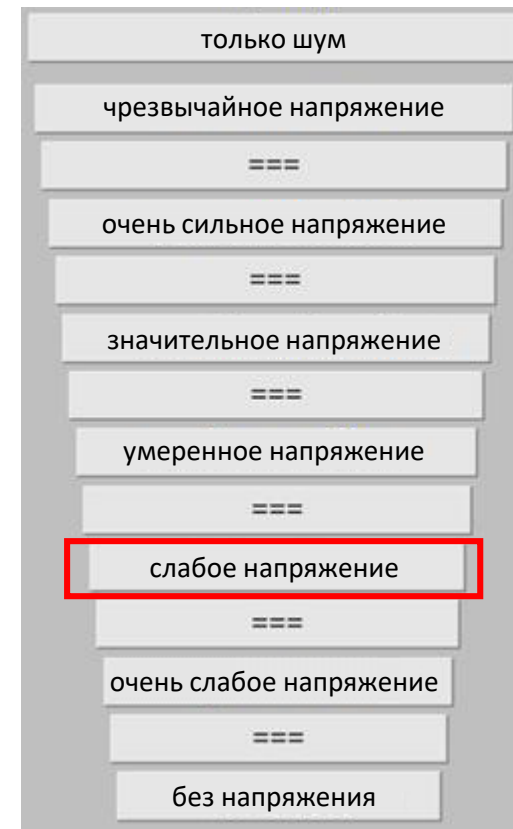 только шум
чрезвычайное напряжение
===
очень сильное напряжение
===
значительное напряжение
===
умеренное напряжение
===
слабое напряжение
===
очень слабое напряжение
===
без напряжения